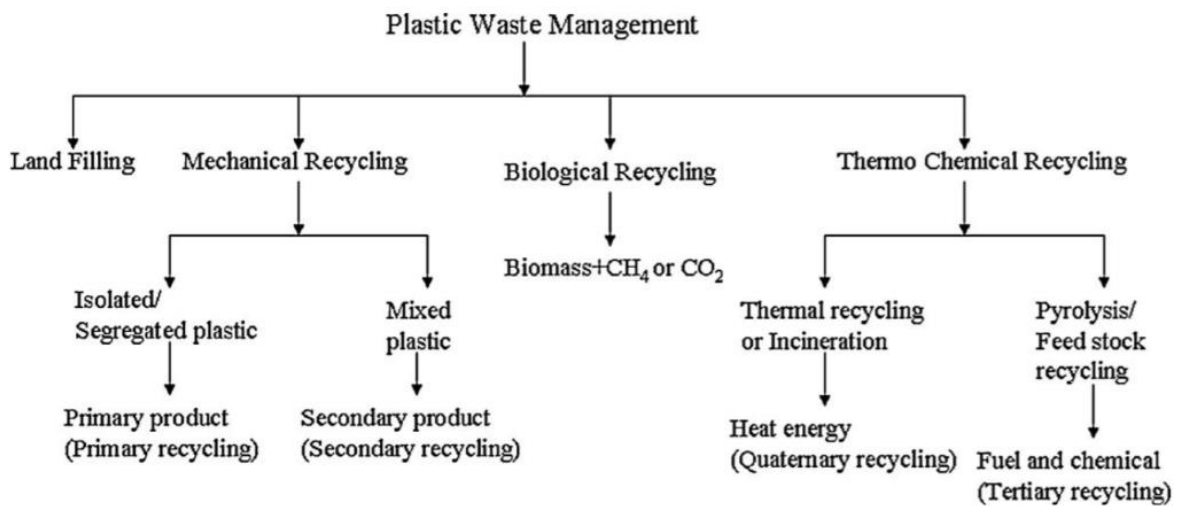 Plastic Waste Management
Land Filling
Mechanical Recycling
Biological Recycling
Thermo Chemical Recycling
Isolated/
Segregated plastic
Mixed
plastic
Biomass+CH₄ or CO₂
Thermal recycling
or Incineration
Pyrolysis/
Feed stock
recycling
Primary product
(Primary recycling)
Secondary product
(Secondary recycling)
Heat energy
(Quaternary recycling)
Fuel and chemical
(Tertiary recycling)